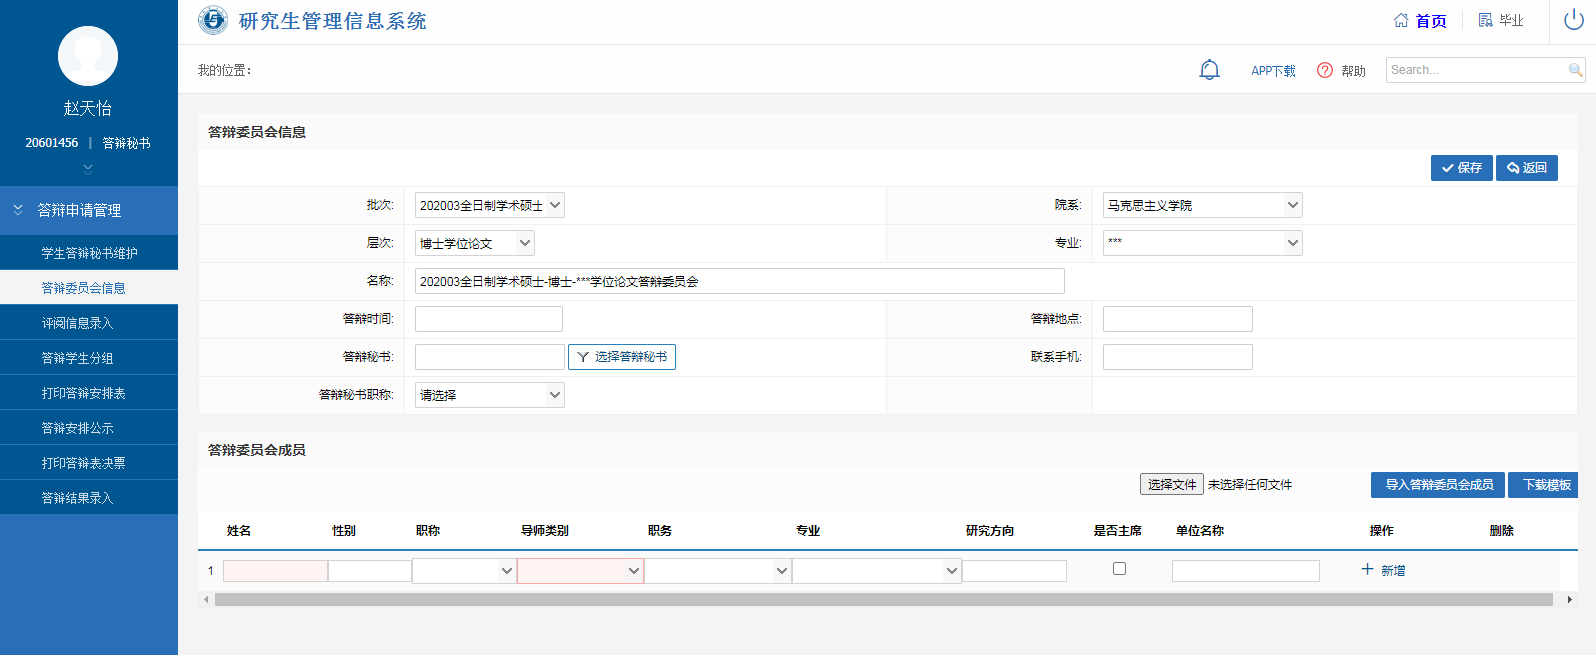 研究生管理信息系统
首页
毕业
赵天怡
20601456 | 答辩秘书
我的位置：
APP下载
帮助
Search...
答辩申请管理
学生答辩秘书维护
答辩委员会信息
评阅信息录入
答辩学生分组
打印答辩安排表
答辩安排公示
打印答辩表决票
答辩结果录入
答辩委员会信息
保存
返回
批次: 202003全日制学术硕士 院系: 马克思主义学院
层次: 博士学位论文 专业: ***
名称: 202003全日制学术硕士-博士-***学位论文答辩委员会
答辩时间: 答辩地点:
答辩秘书: 选择答辩秘书 联系手机:
答辩秘书职称: 请选择
答辩委员会成员
选择文件 未选择任何文件 导入答辩委员会成员 下载模板
姓名 性别 职称 导师类别 职务 专业 研究方向 是否主席 单位名称 操作 删除
1 新增